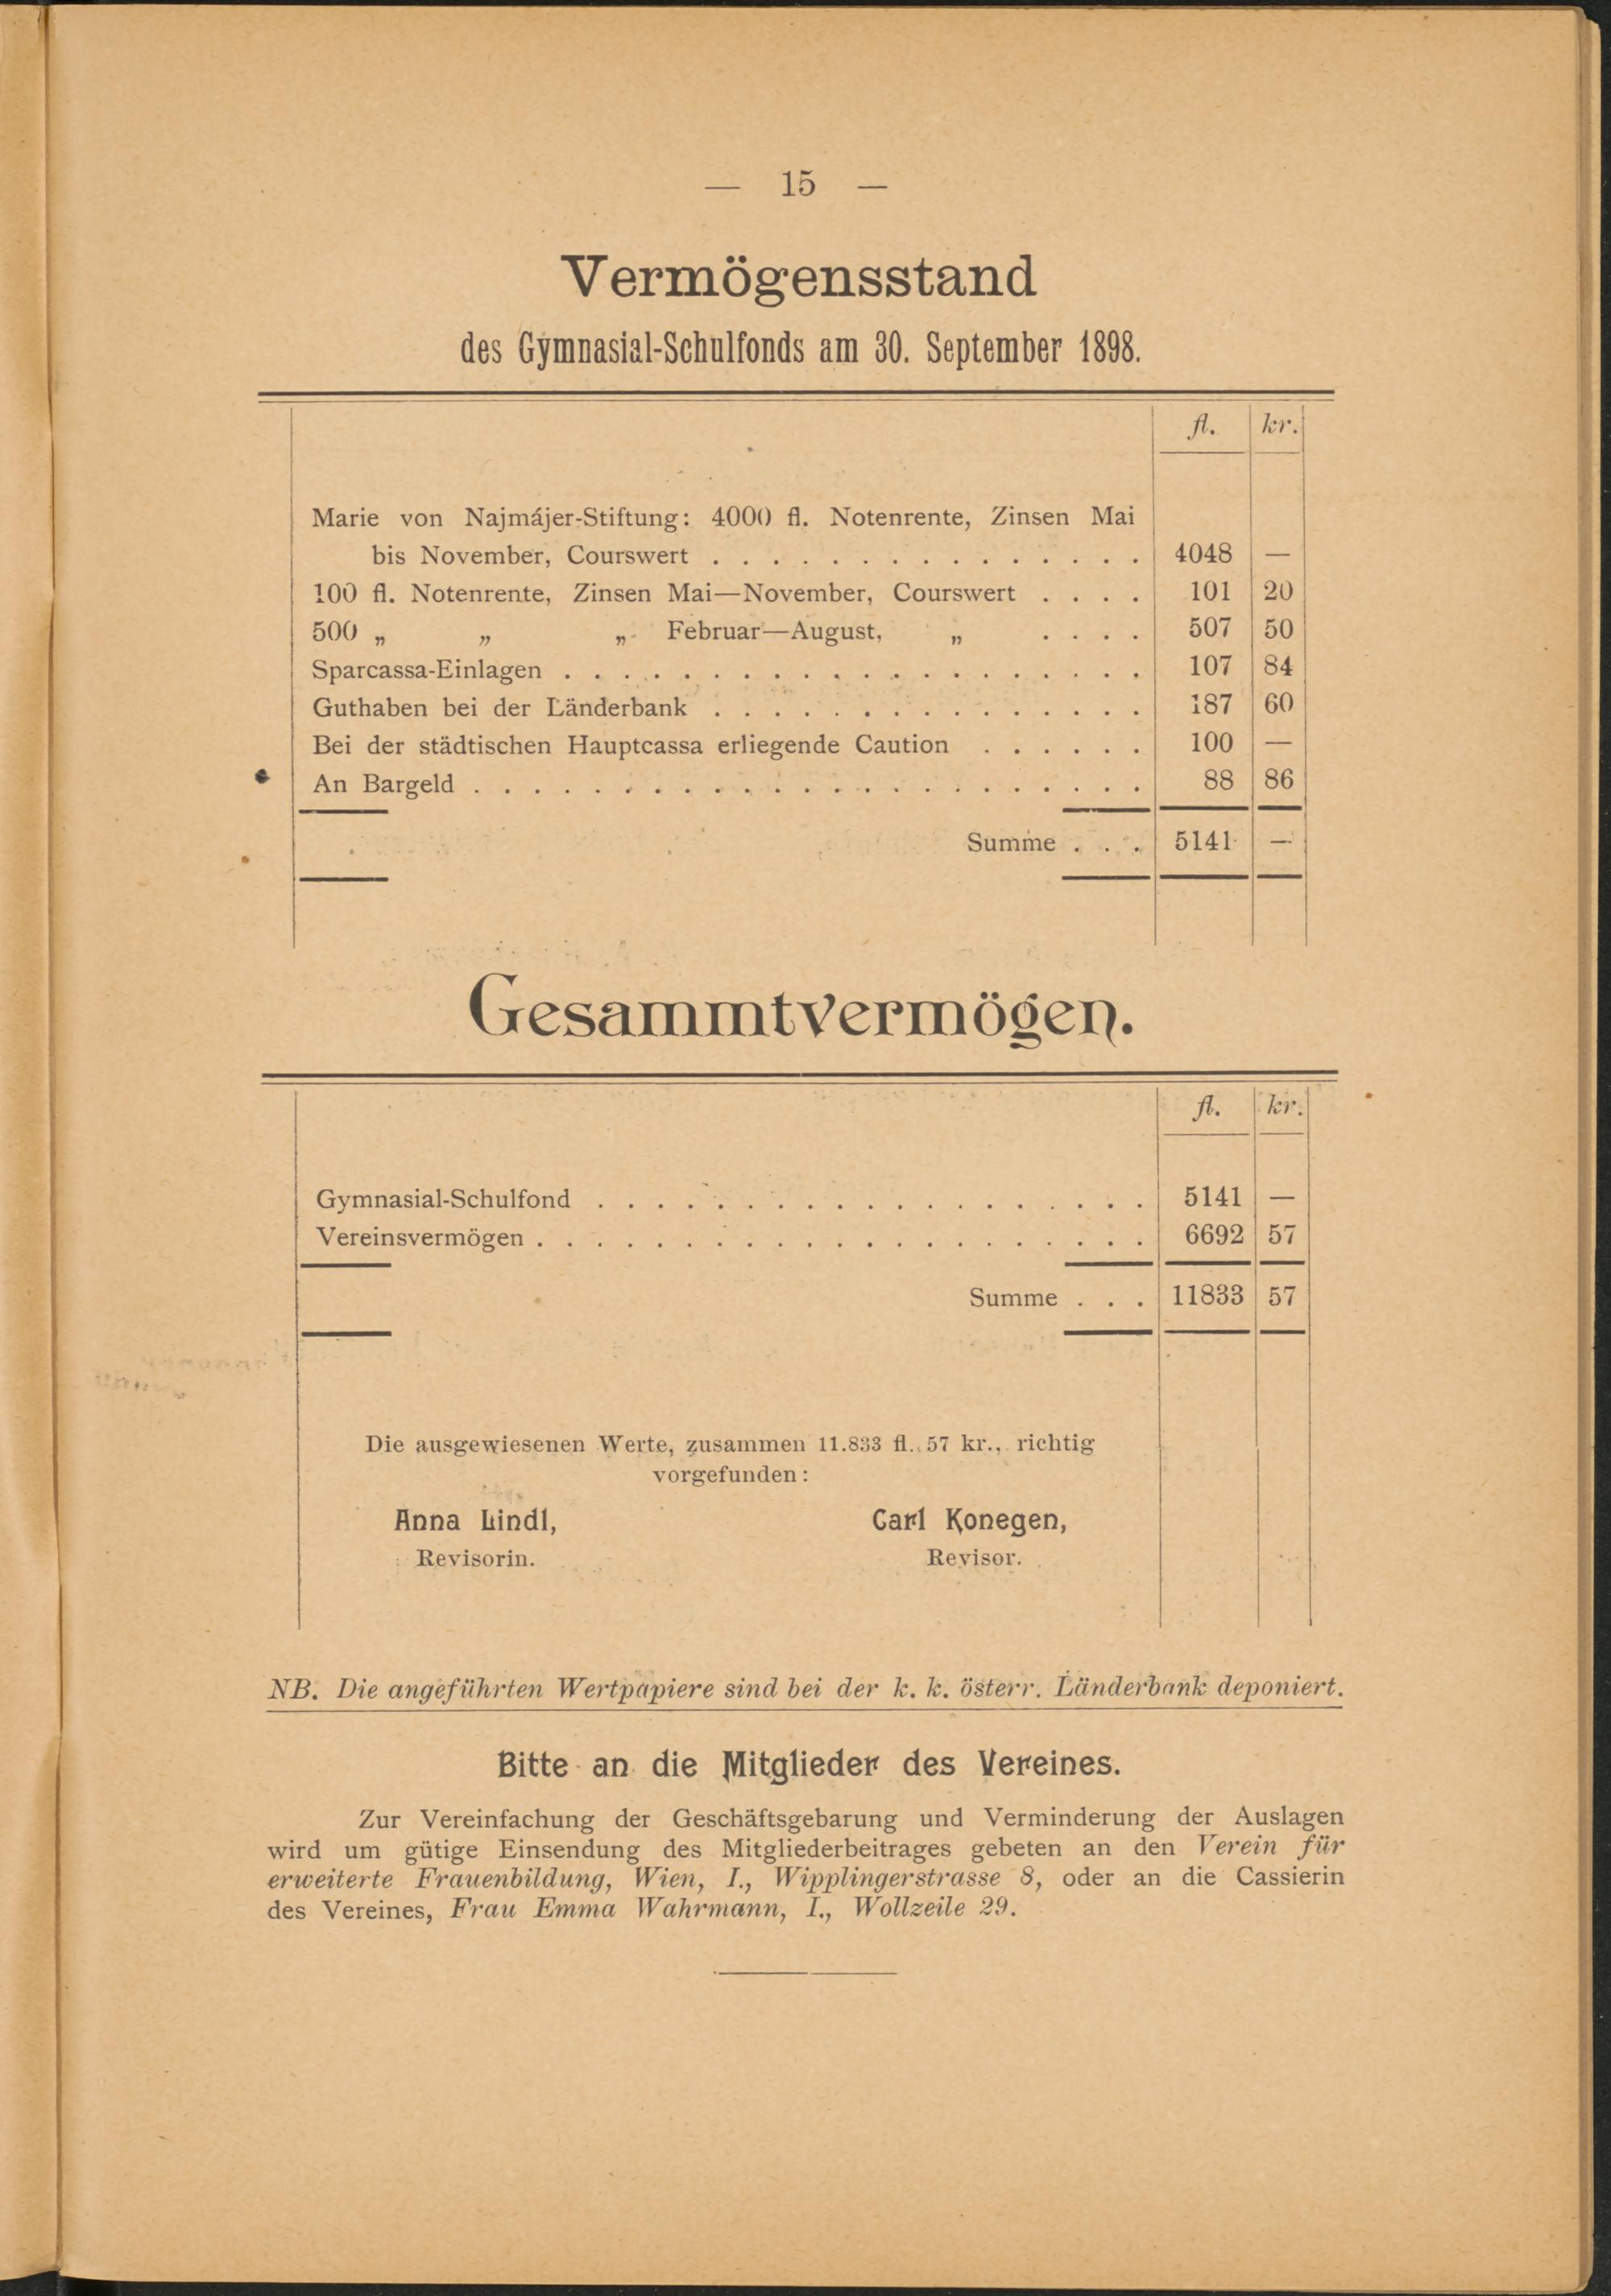 — 15 —
Vermögensstand
des Gymnasial-Schulfonds am 30. September 1898.
fl. kr.
Marie von Najmájer-Stiftung: 4000 fl. Notenrente, Zinsen Mai
bis November, Courswert . . . . . . . . . . . . . . . 4048 —
100 fl. Notenrente, Zinsen Mai—November, Courswert . . . . 101 20
500 „ „ „ Februar—August, „ . . . . 507 50
Sparcassa-Einlagen . . . . . . . . . . . . . . . . . . . . 107 84
Guthaben bei der Länderbank . . . . . . . . . . . . . . . 187 60
Bei der städtischen Hauptcassa erliegende Caution . . . . . . 100 —
An Bargeld . . . . . . . . . . . . . . . . . . . . . . . 88 86
Summe . . . 5141 —
Gesammtvermögen.
fl. kr.
Gymnasial-Schulfond . . . . . . . . . . . . . . . . . . . 5141 —
Vereinsvermögen . . . . . . . . . . . . . . . . . . . . . 6692 57
Summe . . . 11833 57
Die ausgewiesenen Werte, zusammen 11.833 fl. 57 kr., richtig
vorgefunden:
Anna Lindl, Carl Konegen,
Revisorin. Revisor.
NB. Die angeführten Wertpapiere sind bei der k. k. österr. Länderbank deponiert.
Bitte an die Mitglieder des Vereines.
Zur Vereinfachung der Geschäftsgebarung und Verminderung der Auslagen
wird um gütige Einsendung des Mitgliederbeitrages gebeten an den Verein für
erweiterte Frauenbildung, Wien, I., Wipplingerstrasse 8, oder an die Cassierin
des Vereines, Frau Emma Wahrmann, I., Wollzeile 29.